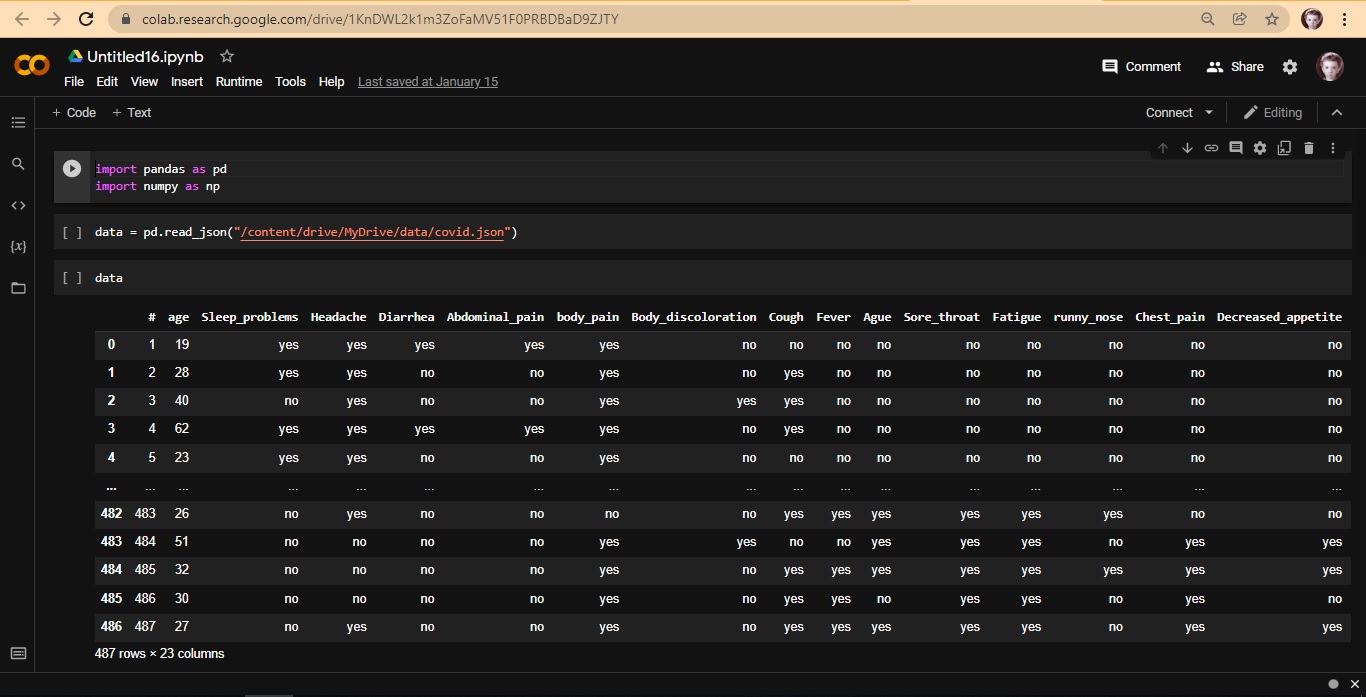 colab.research.google.com/drive/1KnDWL2k1m3ZoFaMV51F0PRBDBaD9ZJTY
Untitled16.ipynb
File Edit View Insert Runtime Tools Help Last saved at January 15
Comment Share
+ Code + Text
Connect Editing
import pandas as pd
import numpy as np
[ ] data = pd.read_json("/content/drive/MyDrive/data/covid.json")
[ ] data
# age Sleep_problems Headache Diarrhea Abdominal_pain body_pain Body_discoloration Cough Fever Ague Sore_throat Fatigue runny_nose Chest_pain Decreased_appetite
0 1 19 yes yes yes yes yes no no no no no no no no no
1 2 28 yes yes no no yes no yes no no no no no no no
2 3 40 no yes no no yes yes yes no no no no no no no
3 4 62 yes yes yes yes yes no yes no no no no no no no
4 5 23 yes yes no no yes no no no no no no no no no
... ... ... ... ... ... ... ... ... ... ... ... ... ... ... ... ...
482 483 26 no yes no no no no yes yes yes yes yes yes no no
483 484 51 no no no no yes yes no no yes yes yes no yes yes
484 485 32 no no no no yes no yes yes yes yes yes yes yes yes
485 486 30 no no no no yes no yes yes no yes yes no yes no
486 487 27 no yes no no yes no yes yes yes yes yes no yes yes
487 rows × 23 columns